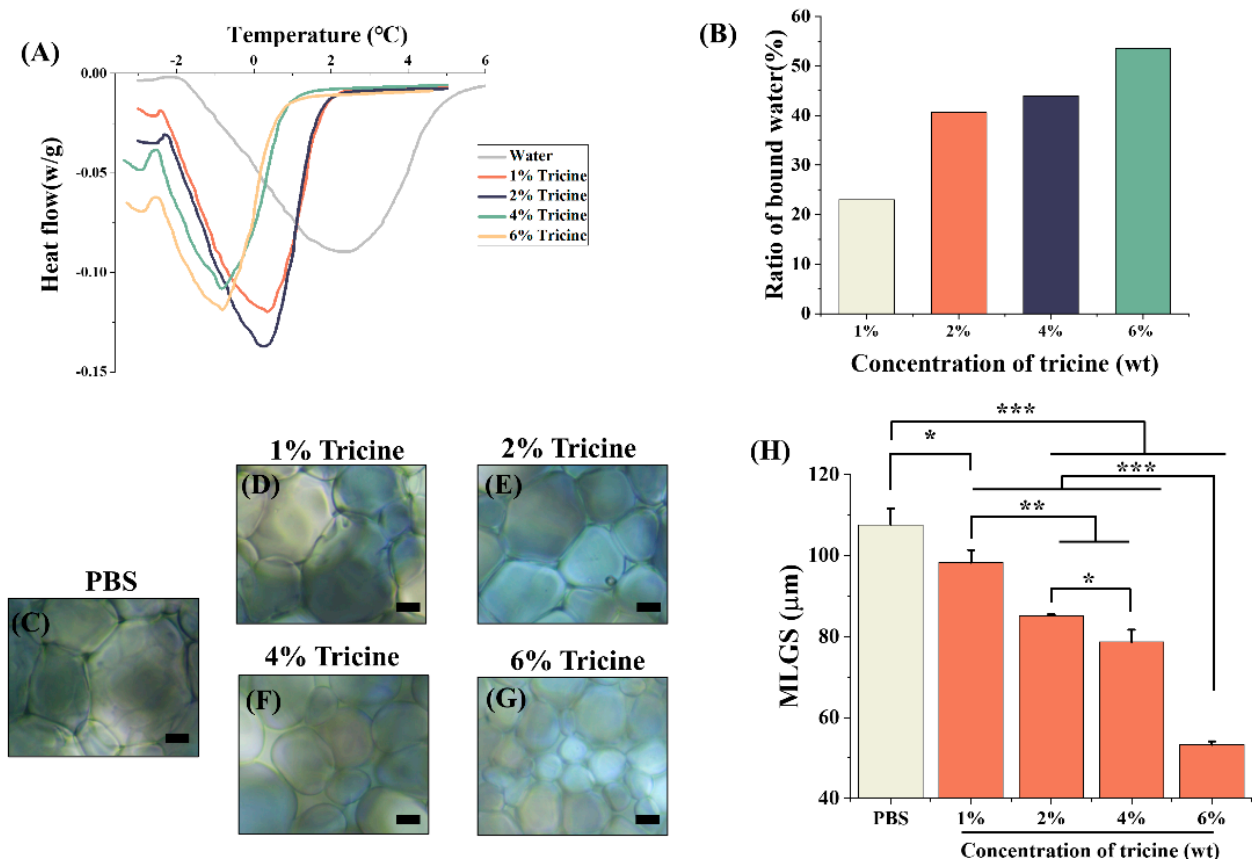 (A)
Temperature (°C)
-2 0 2 4 6
0.00
-0.05
-0.10
-0.15
Heat flow(w/g)
Water
1% Tricine
2% Tricine
4% Tricine
6% Tricine
(B)
60
50
40
30
20
10
0
Ratio of bound water(%)
1% 2% 4% 6%
Concentration of tricine (wt)
PBS
(C)
1% Tricine
(D)
2% Tricine
(E)
4% Tricine
(F)
6% Tricine
(G)
(H)
***
*
***
**
*
120
100
80
60
40
MLGS (μm)
PBS 1% 2% 4% 6%
Concentration of tricine (wt)